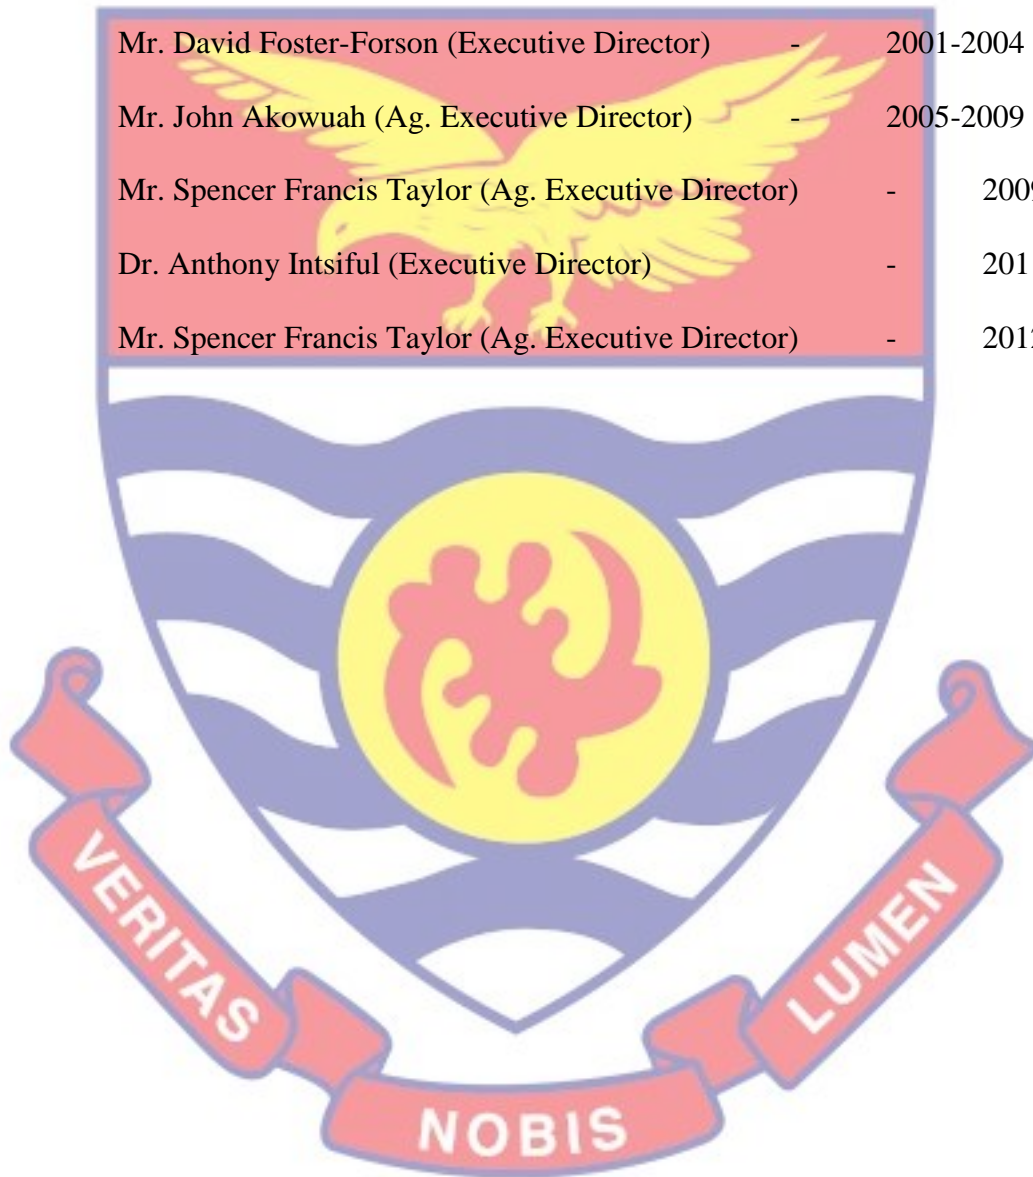 Mr. David Foster-Forson (Executive Director) - 2001-2004
Mr. John Akowuah (Ag. Executive Director) - 2005-2009
Mr. Spencer Francis Taylor (Ag. Executive Director) -
Dr. Anthony Intsiful (Executive Director) -
Mr. Spencer Francis Taylor (Ag. Executive Director) -
VERITAS
NOBIS
LUMEN